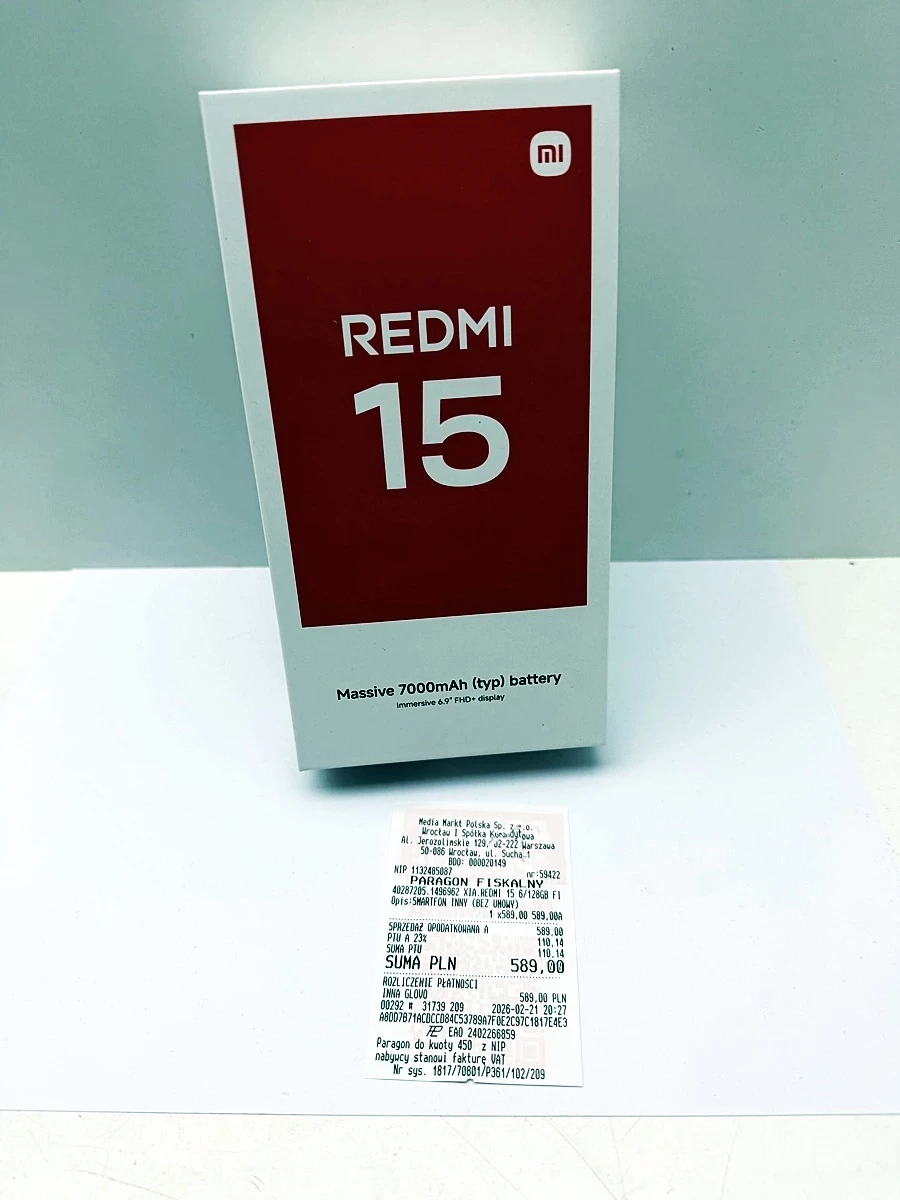 mi
REDMI
15
Massive 7000mAh (typ) battery
Immersive 6.9" FHD+ display
Media Markt Polska Sp. z o.o.
Wrocław I Spółka Komandytowa
Al. Jerozolimskie 129, 02-222 Warszawa
50-086 Wrocław, ul. Sucha 1
BDO: 000020149
NIP 1132485087 nr:59422
PARAGON FISKALNY
40287205.1496962 XIA.REDMI 15 6/128GB FI
Opis:SMARTFON INNY (BEZ UMOWY)
1 x589,00 589,00A
SPRZEDAŻ OPODATKOWANA A 589,00
PTU A 23% 110,14
SUMA PTU 110,14
SUMA PLN 589,00
ROZLICZENIE PŁATNOŚCI
INNA GLOVO 589,00 PLN
00292 # 31739 209 2026-02-21 20:27
A8DD7B71ACDCCD84C53789A7F0E2C97C1817E4E3
EAO 2402266859
Paragon do kwoty 450 z NIP
nabywcy stanowi fakturę VAT
Nr sys. 1817/70801/P361/102/209